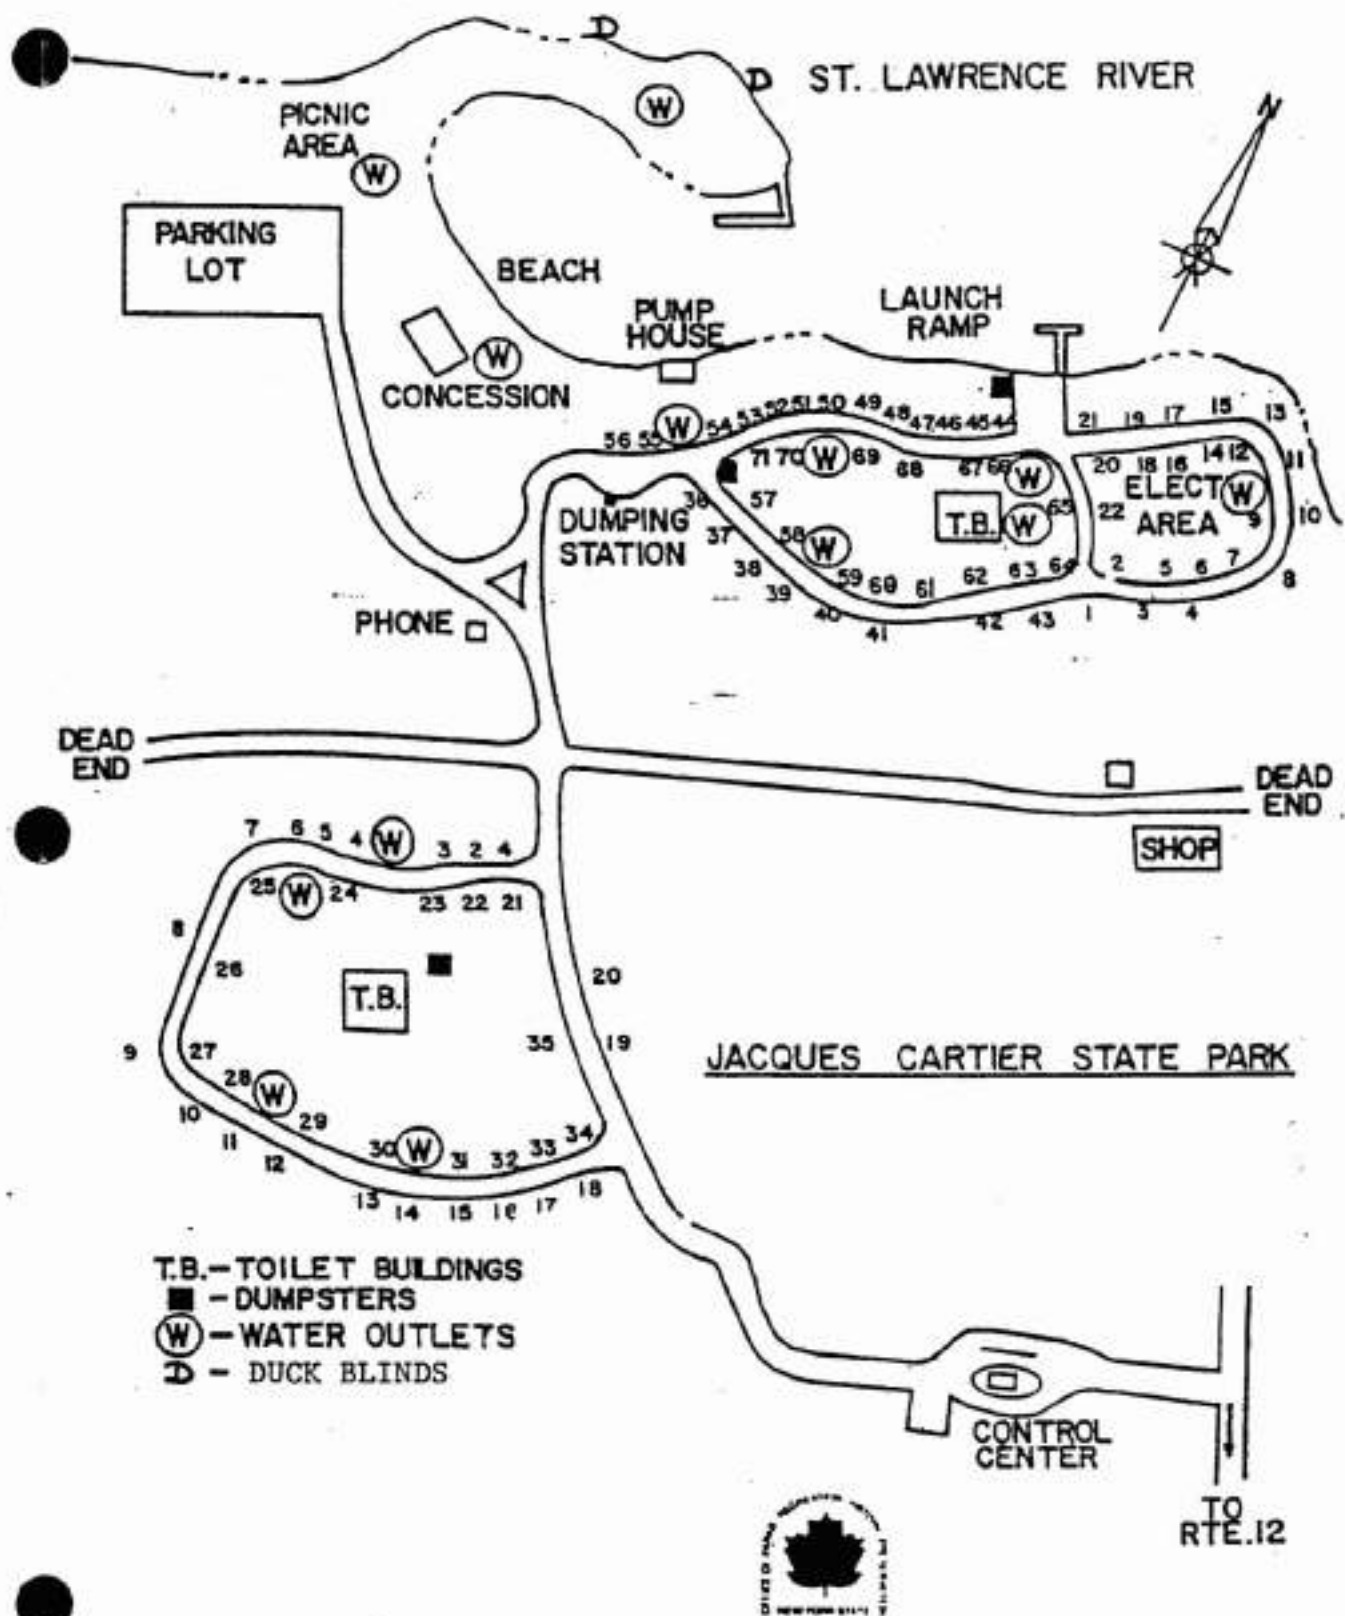 D
D
ST. LAWRENCE RIVER
N
W
PICNIC
AREA
W
PARKING
LOT
BEACH
PUMP
HOUSE
LAUNCH
RAMP
W
CONCESSION
W
56 55 54 53 52 51 50 49 48 47 46 45 44
21 19 17 15 13
71 70 W 69 68 67 66 W
20 18 16 14 12 11
ELECT
AREA
W
9 10
36 57
T.B. W 65 22
DUMPING
STATION
37 58 W
38 59 60 61 62 63 64 2 5 6 7 8
39 40 41 42 43 1 3 4
PHONE
DEAD
END
DEAD
END
SHOP
7 6 5 4 W 3 2 4
25 W 24 23 22 21
8
26
20
T.B.
9 27 35 19
JACQUES CARTIER STATE PARK
28 W
10 29
11 30 W 31 32 33 34
12
13 14 15 16 17 18
T.B. - TOILET BUILDINGS
- DUMPSTERS
W - WATER OUTLETS
D - DUCK BLINDS
CONTROL
CENTER
TO
RTE.12
NEW YORK STATE